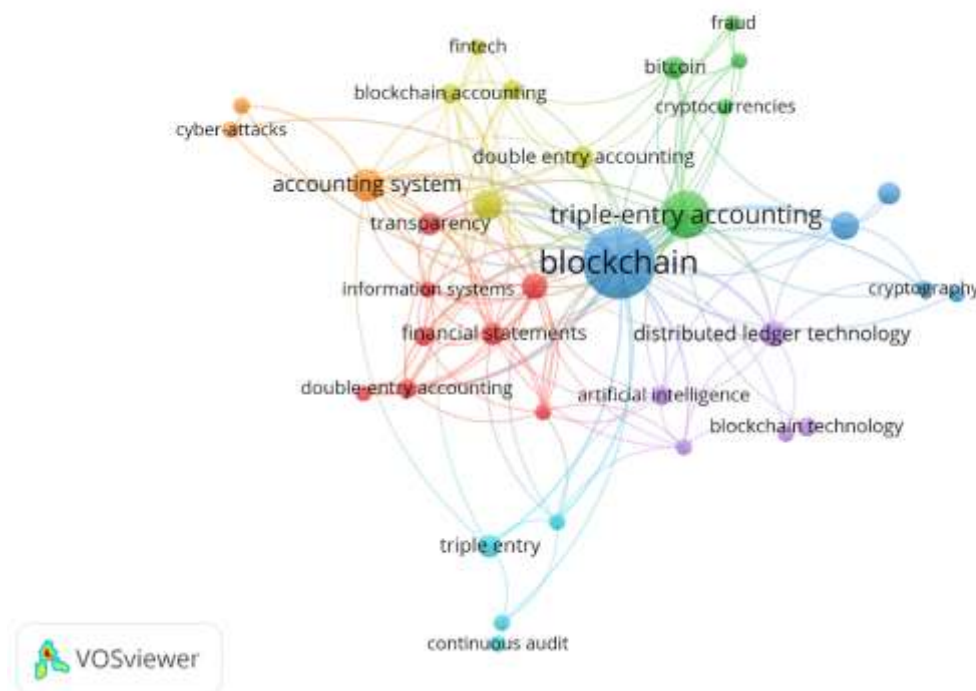 fraud
fintech
bitcoin
blockchain accounting
cryptocurrencies
cyber-attacks
double entry accounting
accounting system
triple-entry accounting
transparency
blockchain
information systems
cryptography
financial statements
distributed ledger technology
double-entry accounting
artificial intelligence
blockchain technology
triple entry
continuous audit
VOSviewer